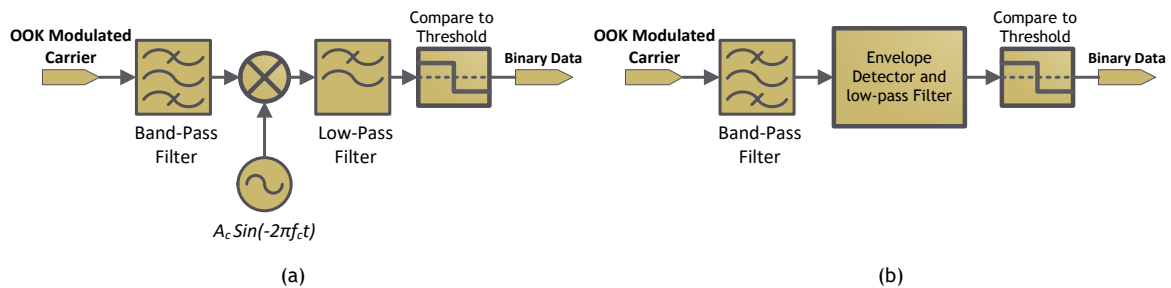 OOK Modulated
Carrier
Band-Pass
Filter
A_c Sin(-2πf_ct)
Low-Pass
Filter
Compare to
Threshold
Binary Data
(a)
OOK Modulated
Carrier
Band-Pass
Filter
Envelope
Detector and
low-pass Filter
Compare to
Threshold
Binary Data
(b)